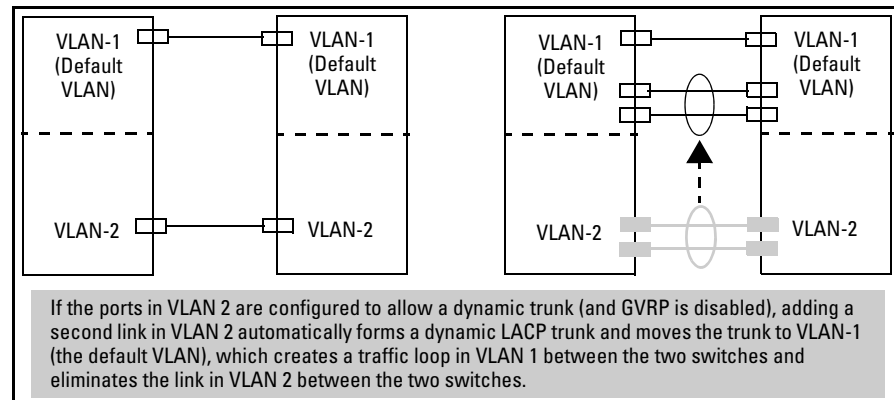 VLAN-1
(Default
VLAN)
VLAN-1
(Default
VLAN)
VLAN-2
VLAN-2
VLAN-1
(Default
VLAN)
VLAN-1
(Default
VLAN)
VLAN-2
VLAN-2
If the ports in VLAN 2 are configured to allow a dynamic trunk (and GVRP is disabled), adding a
second link in VLAN 2 automatically forms a dynamic LACP trunk and moves the trunk to VLAN-1
(the default VLAN), which creates a traffic loop in VLAN 1 between the two switches and
eliminates the link in VLAN 2 between the two switches.